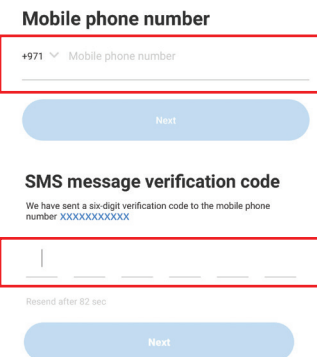 Mobile phone number
+971 Mobile phone number
Next
SMS message verification code
We have sent a six-digit verification code to the mobile phone
number XXXXXXXXXXX
Resend after 82 sec
Next